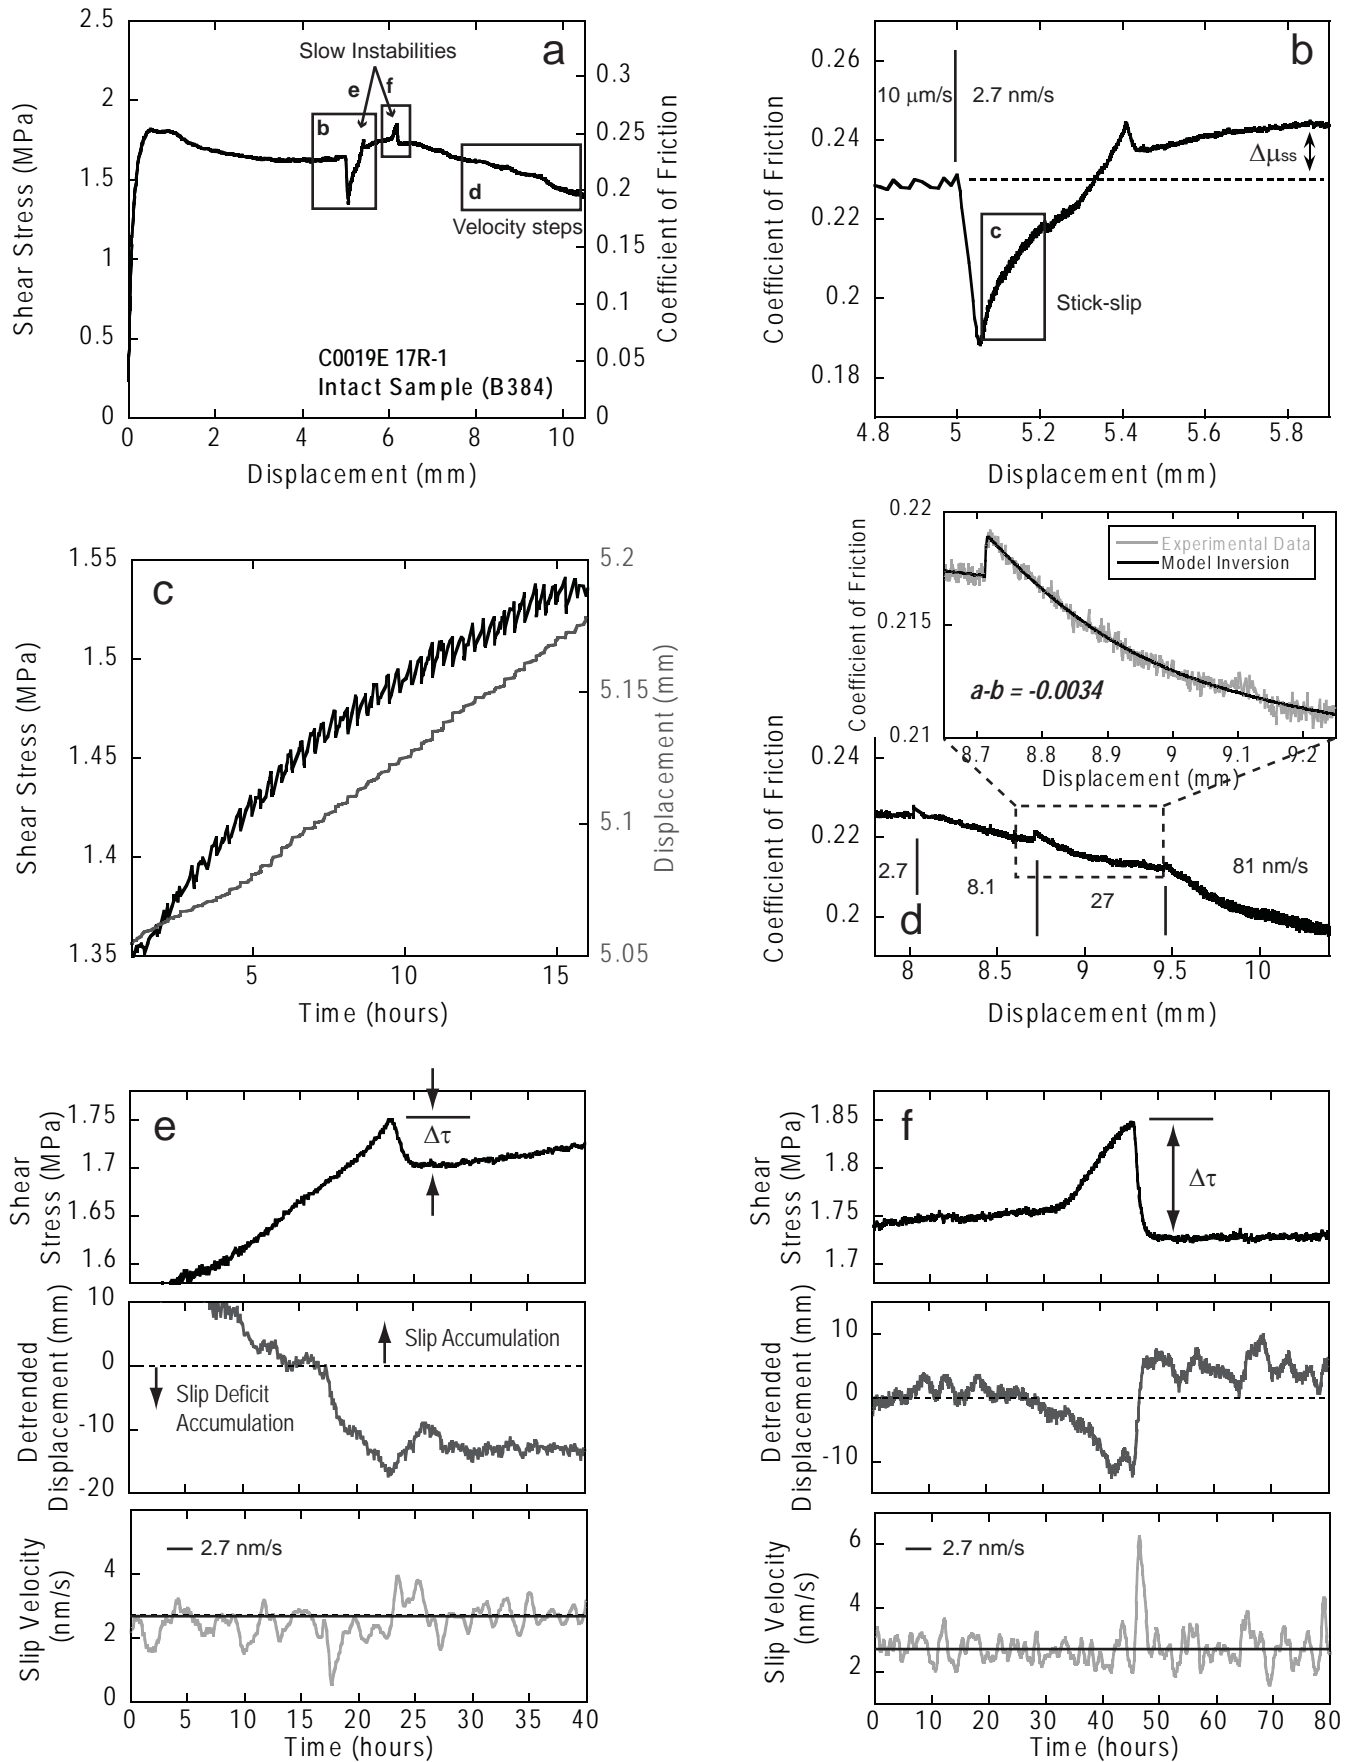 a
Shear Stress (MPa)
2.5
2
1.5
1
0.5
0
0.3
0.25
0.2
0.15
0.1
0.05
0
Coefficient of Friction
Slow Instabilities
e
f
b
d
Velocity steps
C0019E 17R-1
Intact Sample (B384)
0 2 4 6 8 10
Displacement (mm)
b
Coefficient of Friction
0.26
0.24
0.22
0.2
0.18
10 μm/s
2.7 nm/s
Δμss
c
Stick-slip
4.8 5 5.2 5.4 5.6 5.8
Displacement (mm)
c
Shear Stress (MPa)
1.55
1.5
1.45
1.4
1.35
5.2
5.15
5.1
5.05
Displacement (mm)
5 10 15
Time (hours)
Coefficient of Friction
0.22
0.215
0.21
Experimental Data
Model Inversion
a-b = -0.0034
8.7 8.8 8.9 9 9.1 9.2
Displacement (mm)
d
Coefficient of Friction
0.24
0.22
0.2
2.7
8.1
27
81 nm/s
8 8.5 9 9.5 10
Displacement (mm)
e
Shear
Stress (MPa)
1.75
1.7
1.65
1.6
Δτ
Detrended
Displacement (mm)
10
0
-10
-20
Slip Accumulation
Slip Deficit
Accumulation
Slip Velocity
(nm/s)
4
2
0
2.7 nm/s
0 5 10 15 20 25 30 35 40
Time (hours)
f
Shear
Stress (MPa)
1.85
1.8
1.75
1.7
Δτ
Detrended
Displacement (mm)
10
0
-10
Slip Velocity
(nm/s)
6
4
2
2.7 nm/s
0 10 20 30 40 50 60 70 80
Time (hours)